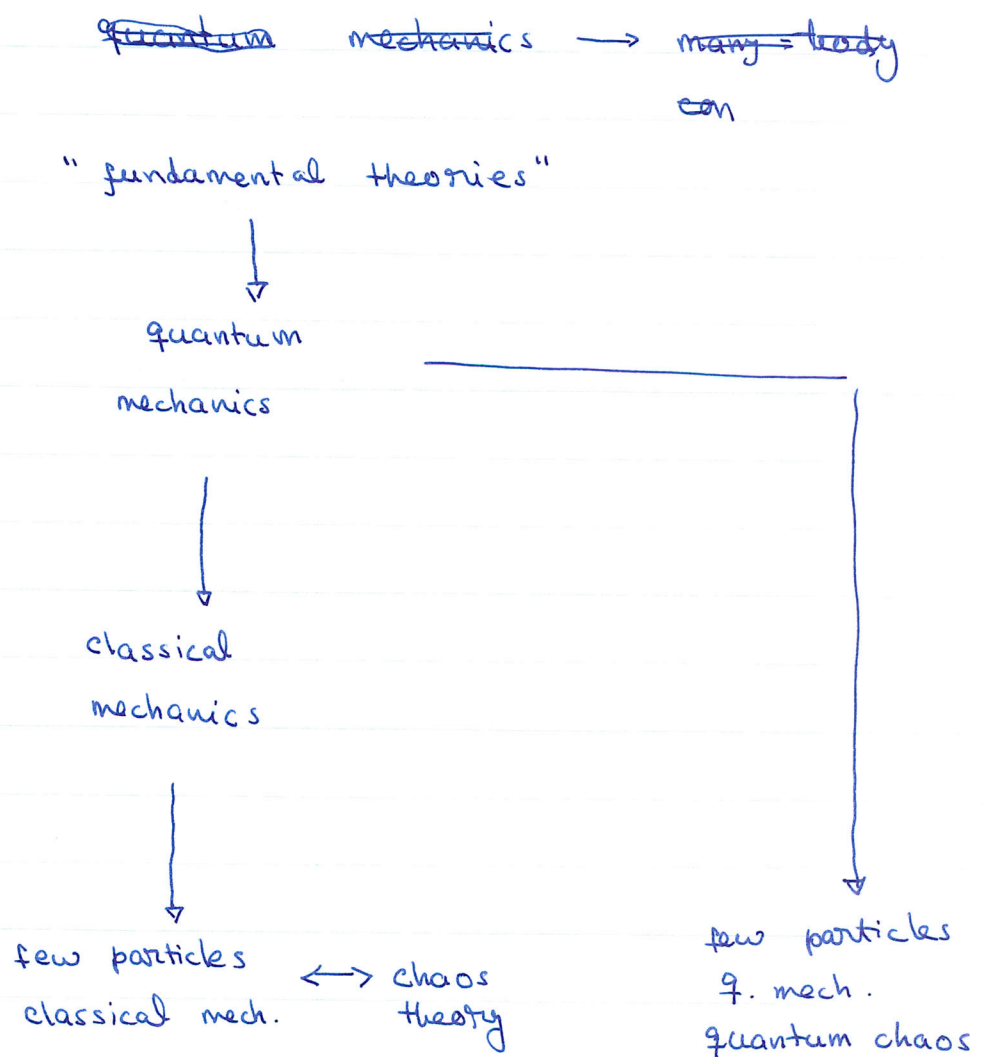 quantum mechanics → many-body
con
"fundamental theories"
quantum
mechanics
classical
mechanics
few particles
classical mech.
↔ chaos
theory
few particles
q. mech.
quantum chaos